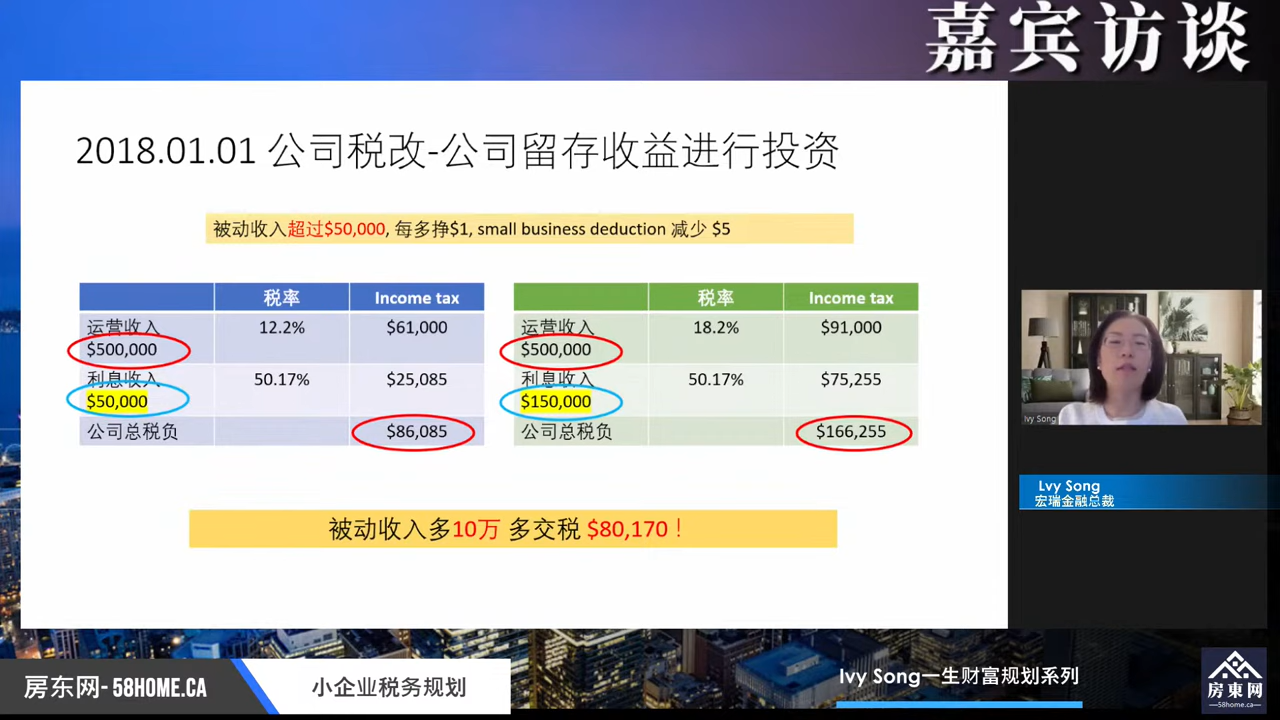 嘉宾访谈
2018.01.01 公司税改-公司留存收益进行投资
被动收入超过$50,000, 每多挣$1, small business deduction 减少 $5
税率 Income tax
运营收入 12.2% $61,000
$500,000
利息收入 50.17% $25,085
$50,000
公司总税负 $86,085
税率 Income tax
运营收入 18.2% $91,000
$500,000
利息收入 50.17% $75,255
$150,000
公司总税负 $166,255
被动收入多10万 多交税 $80,170！
Ivy Song
Lvy Song
宏瑞金融总裁
房东网- 58HOME.CA
小企业税务规划
Ivy Song一生财富规划系列
房東网
58home.ca